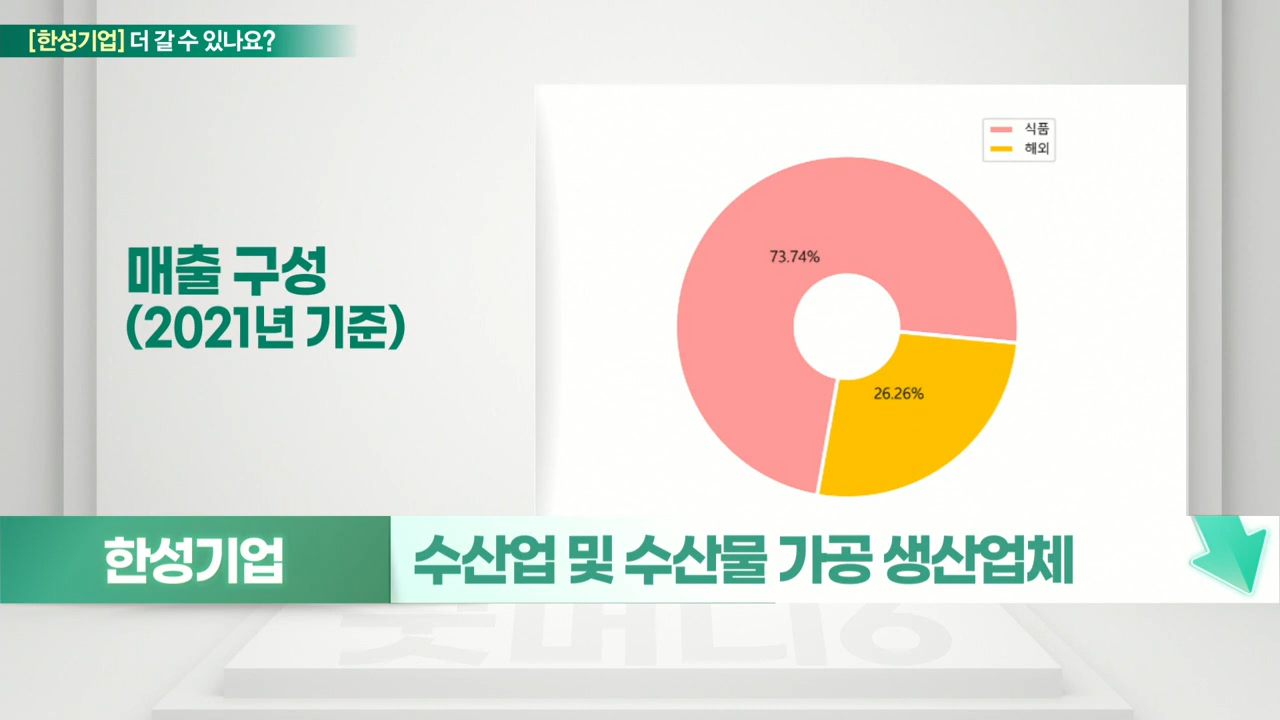 [한성기업] 더 갈 수 있나요?
식품
해외
73.74%
매출 구성
(2021년 기준)
26.26%
한성기업
수산업 및 수산물 가공 생산업체